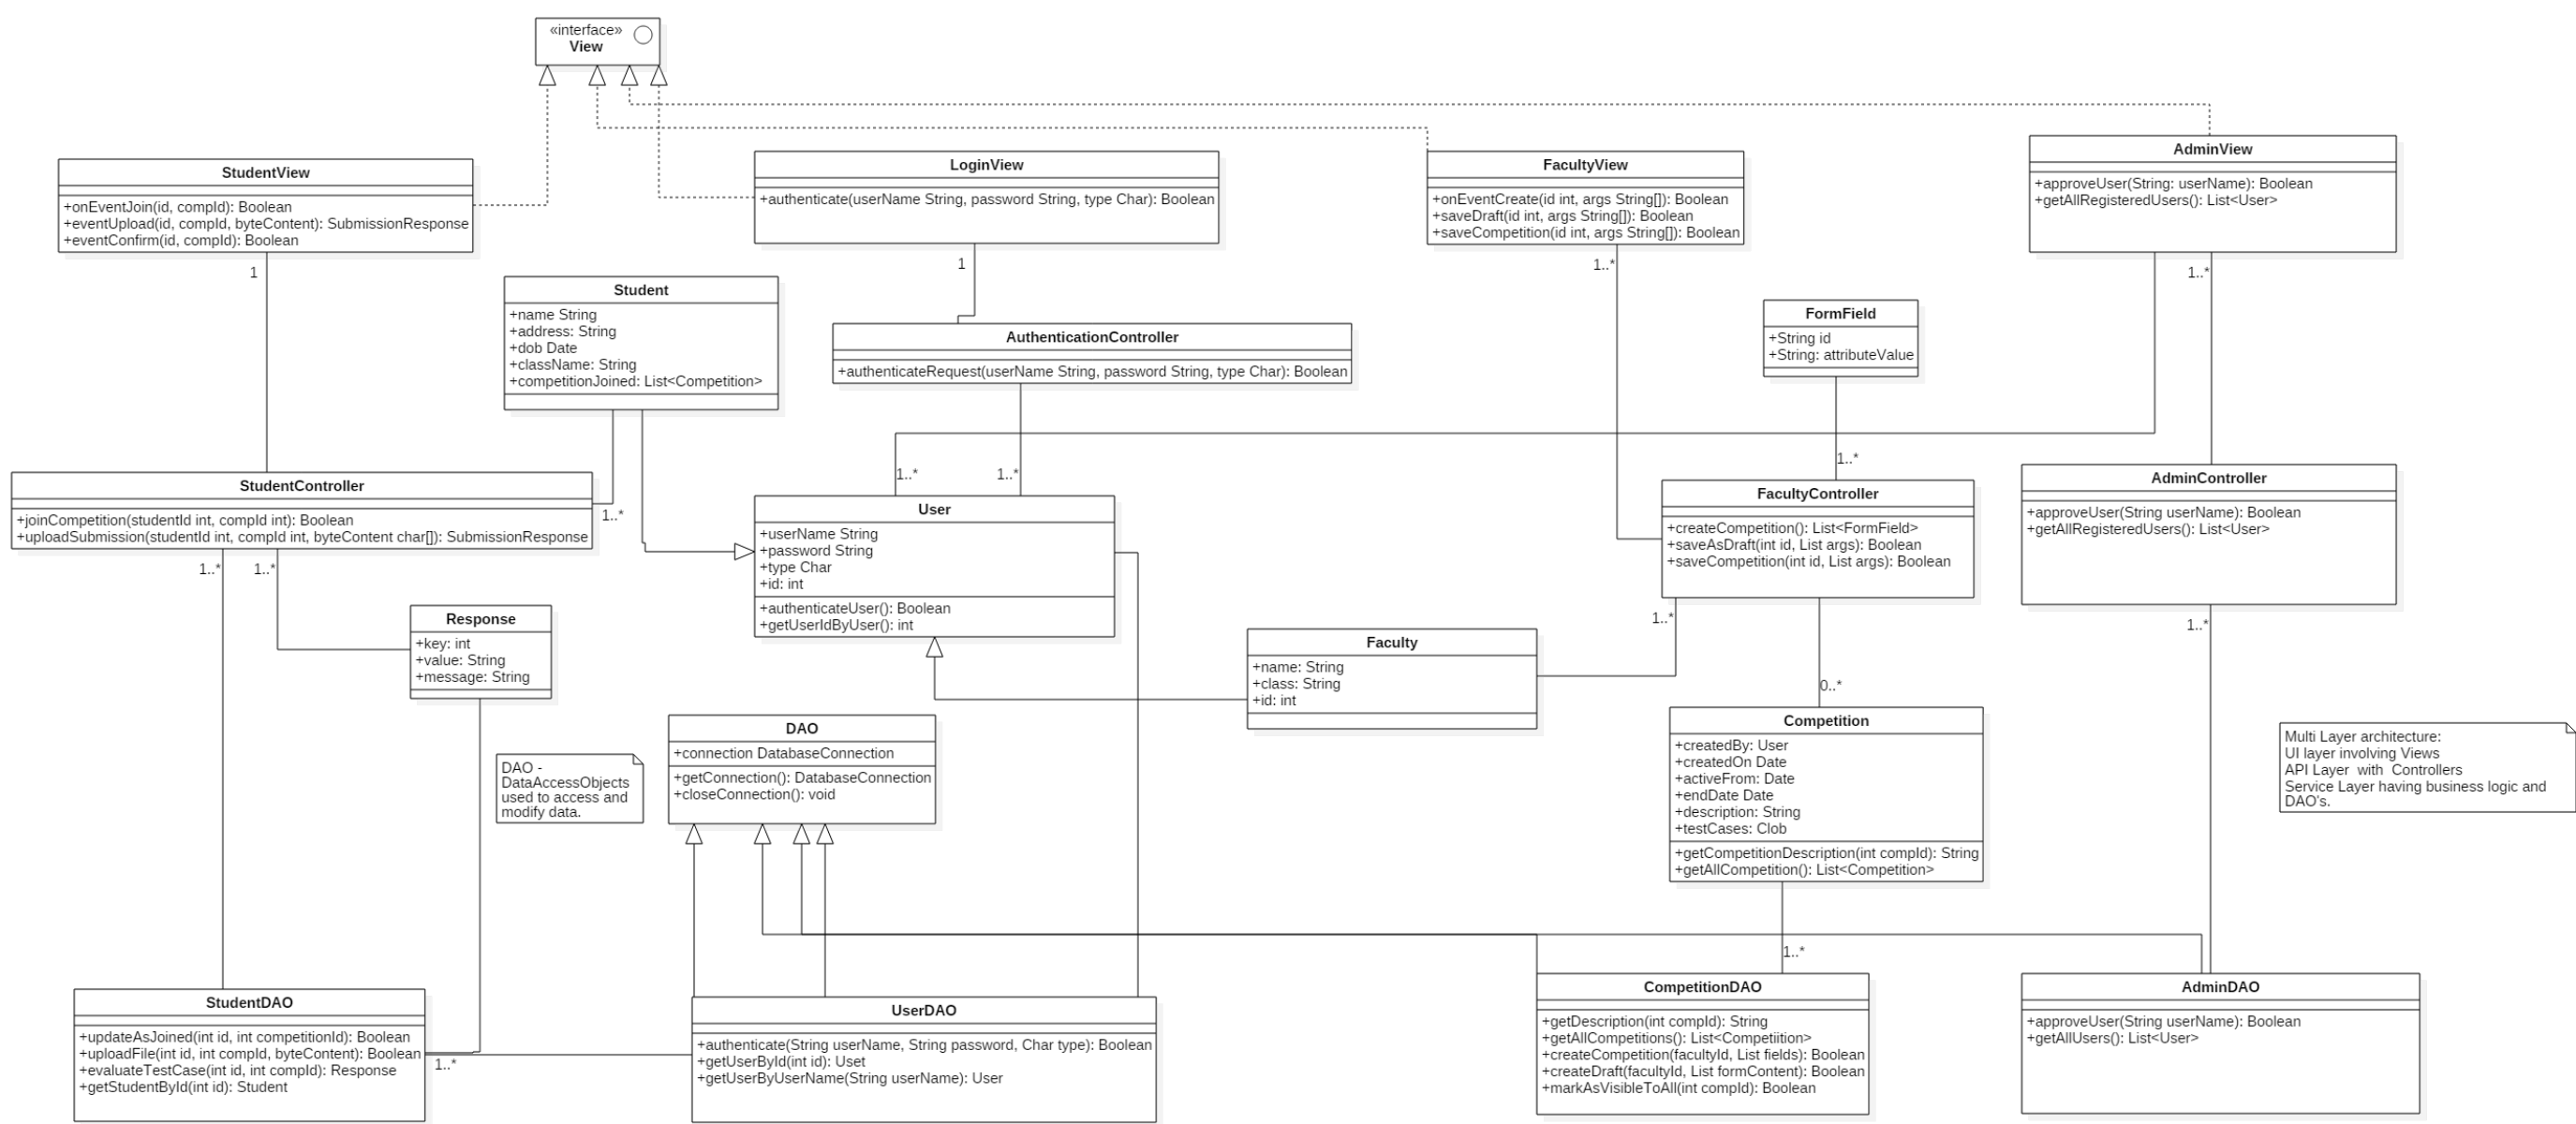 «interface»
View
StudentView
+onEventJoin(id, compId): Boolean
+eventUpload(id, compId, byteContent): SubmissionResponse
+eventConfirm(id, compId): Boolean
1
LoginView
+authenticate(userName String, password String, type Char): Boolean
1
FacultyView
+onEventCreate(id int, args String[]): Boolean
+saveDraft(id int, args String[]): Boolean
+saveCompetition(id int, args String[]): Boolean
1..*
AdminView
+approveUser(String: userName): Boolean
+getAllRegisteredUsers(): List<User>
1..*
Student
+name String
+address: String
+dob Date
+className: String
+competitionJoined: List<Competition>
AuthenticationController
+authenticateRequest(userName String, password String, type Char): Boolean
FormField
+String id
+String: attributeValue
1..*
StudentController
+joinCompetition(studentId int, compId int): Boolean
+uploadSubmission(studentId int, compId int, byteContent char[]): SubmissionResponse
1..*
1..*
1..*
1..*
1..*
User
+userName String
+password String
+type Char
+id: int
+authenticateUser(): Boolean
+getUserIdByUser(): int
FacultyController
+createCompetition(): List<FormField>
+saveAsDraft(int id, List args): Boolean
+saveCompetition(int id, List args): Boolean
1..*
0..*
AdminController
+approveUser(String userName): Boolean
+getAllRegisteredUsers(): List<User>
1..*
Response
+key: int
+value: String
+message: String
Faculty
+name: String
+class: String
+id: int
DAO
+connection DatabaseConnection
+getConnection(): DatabaseConnection
+closeConnection(): void
DAO -
DataAccessObjects
used to access and
modify data.
Competition
+createdBy: User
+createdOn Date
+activeFrom: Date
+endDate Date
+description: String
+testCases: Clob
+getCompetitionDescription(int compId): String
+getAllCompetition(): List<Competition>
1..*
Multi Layer architecture:
UI layer involving Views
API Layer with Controllers
Service Layer having business logic and
DAO's.
StudentDAO
+updateAsJoined(int id, int competitionId): Boolean
+uploadFile(int id, int compId, byteContent): Boolean
+evaluateTestCase(int id, int compId): Response
+getStudentById(int id): Student
1..*
UserDAO
+authenticate(String userName, String password, Char type): Boolean
+getUserById(int id): Uset
+getUserByUserName(String userName): User
CompetitionDAO
+getDescription(int compId): String
+getAllCompetitions(): List<Competiition>
+createCompetition(facultyId, List fields): Boolean
+createDraft(facultyId, List formContent): Boolean
+markAsVisibleToAll(int compId): Boolean
AdminDAO
+approveUser(String userName): Boolean
+getAllUsers(): List<User>